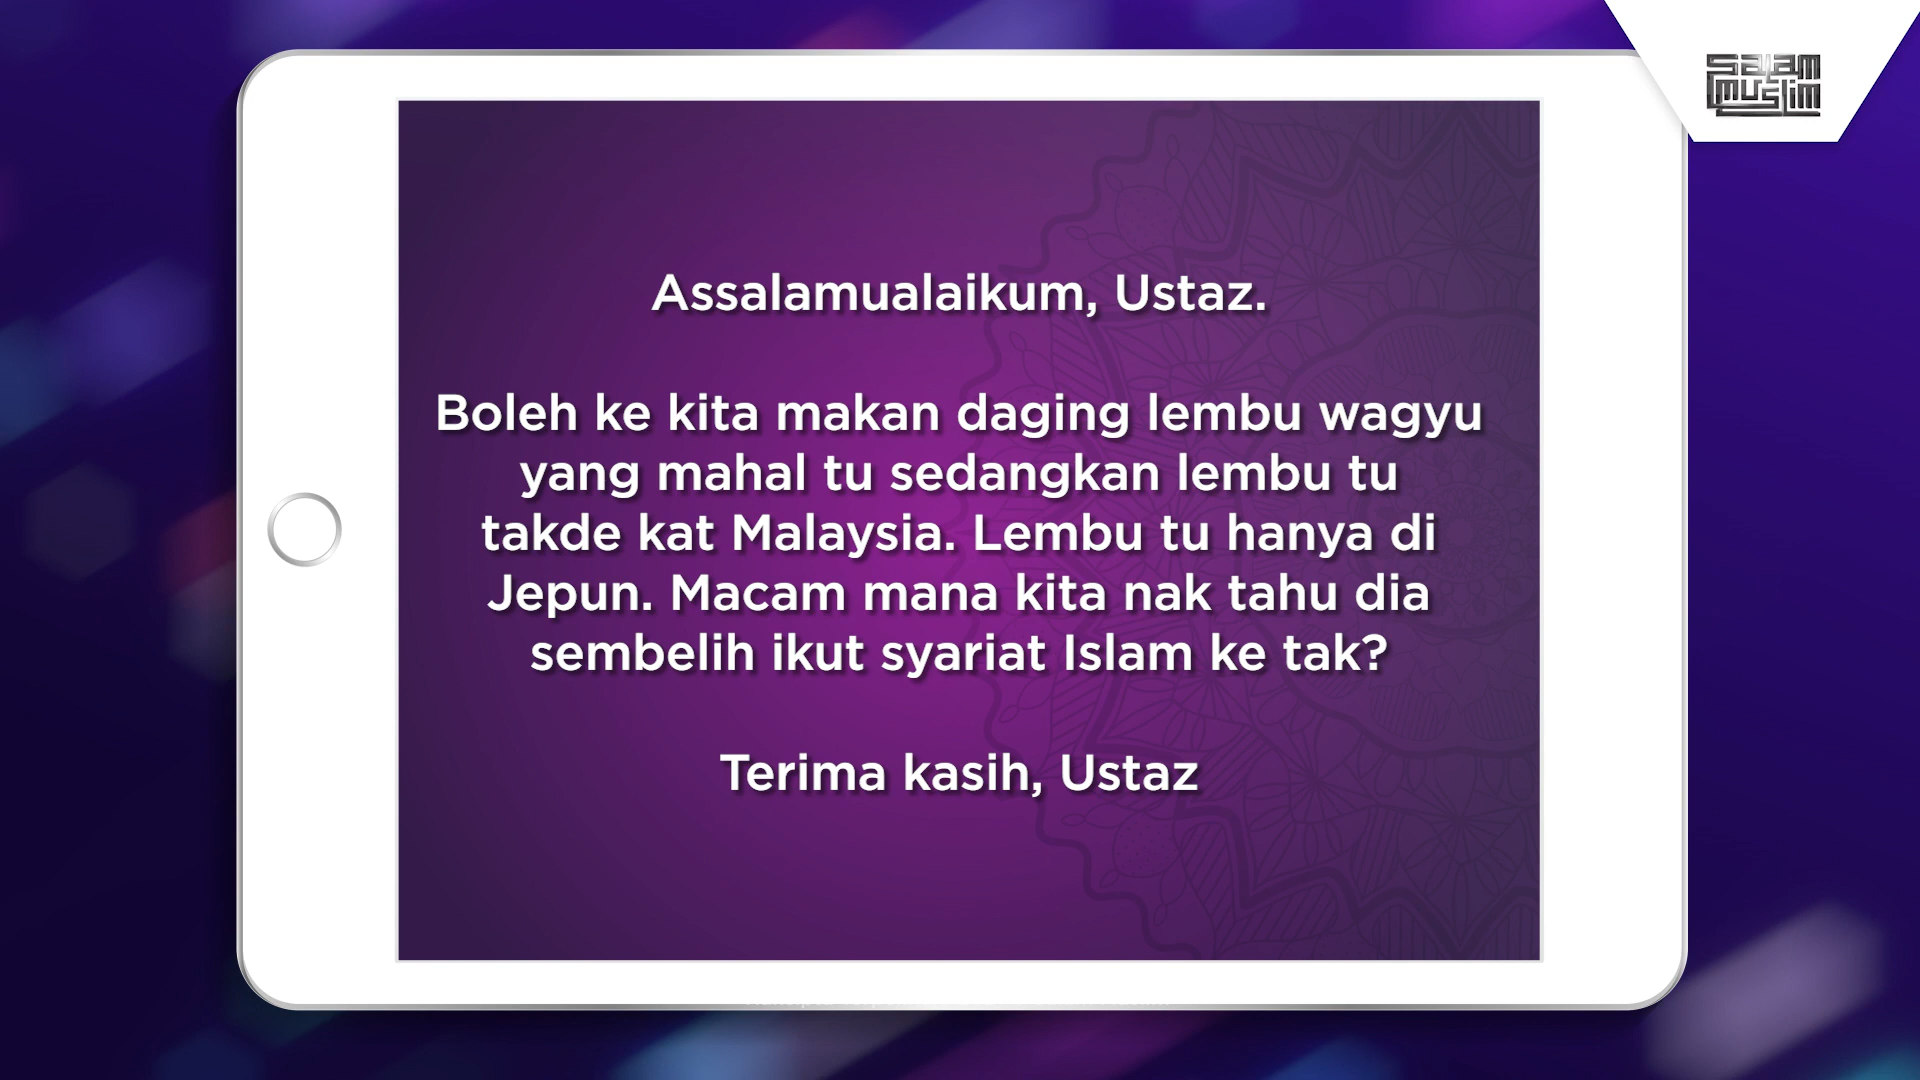 salam
muslim
Assalamualaikum, Ustaz.
Boleh ke kita makan daging lembu wagyu
yang mahal tu sedangkan lembu tu
takde kat Malaysia. Lembu tu hanya di
Jepun. Macam mana kita nak tahu dia
sembelih ikut syariat Islam ke tak?
Terima kasih, Ustaz